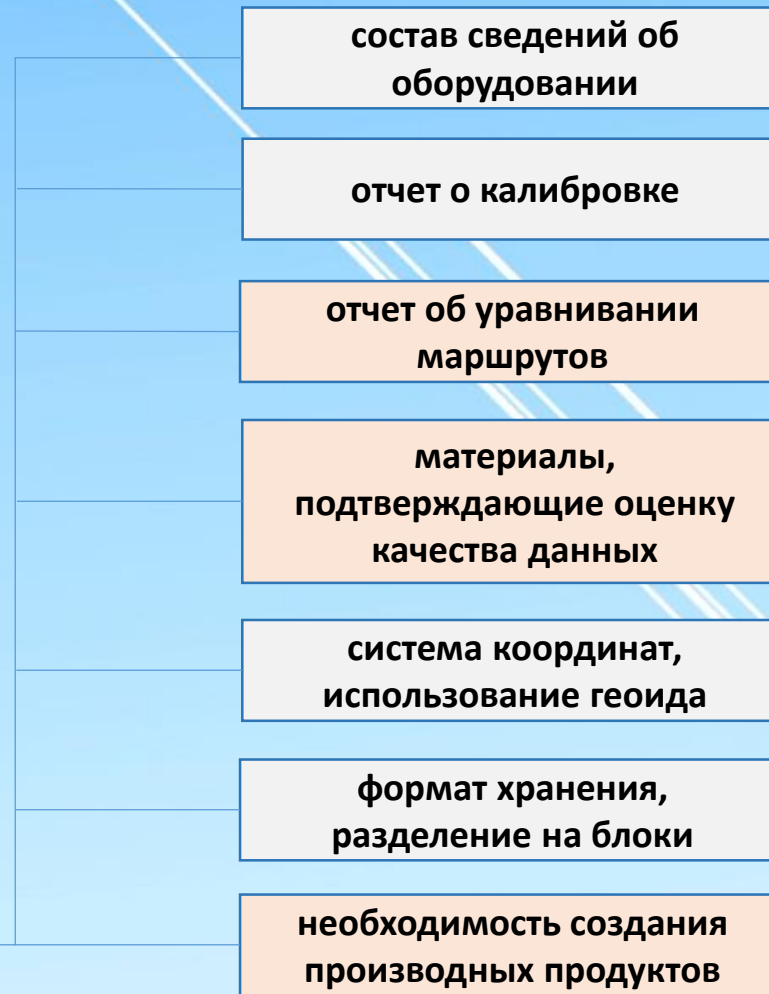 состав сведений об
оборудовании
отчет о калибровке
отчет об уравнивании
маршрутов
материалы,
подтверждающие оценку
качества данных
система координат,
использование геоида
формат хранения,
разделение на блоки
необходимость создания
производных продуктов